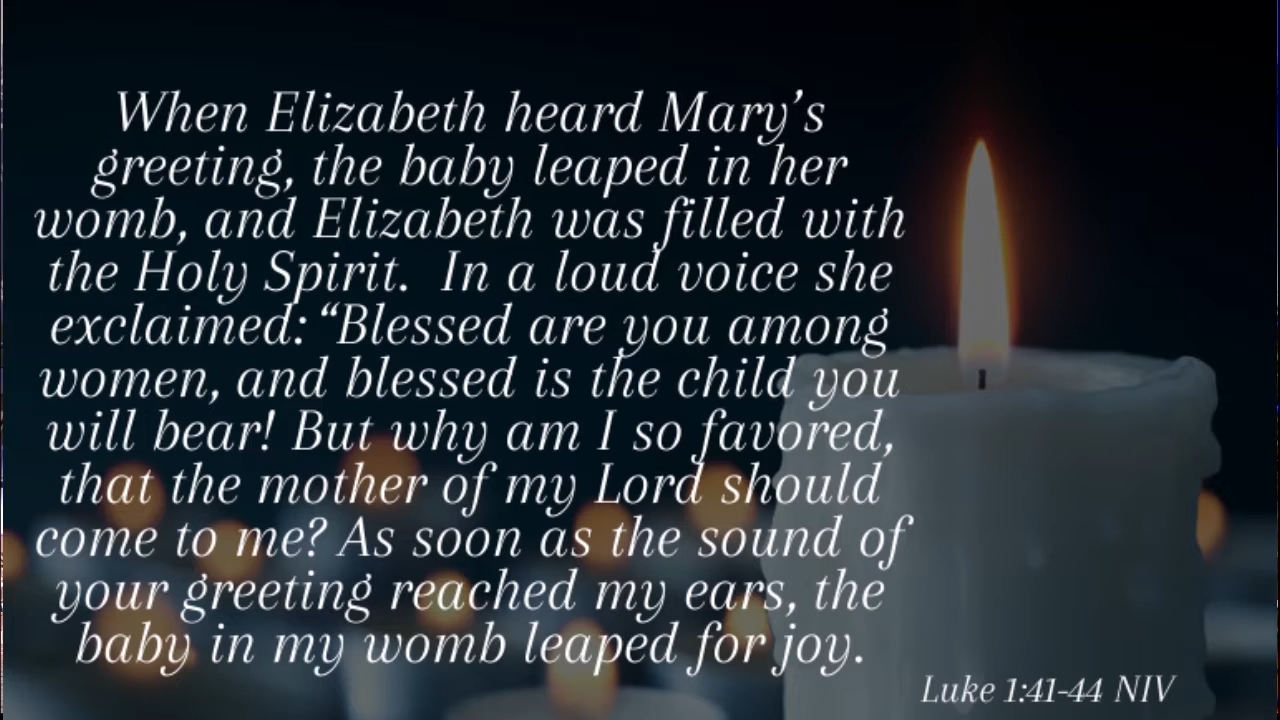 When Elizabeth heard Mary’s
greeting, the baby leaped in her
womb, and Elizabeth was filled with
the Holy Spirit.  In a loud voice she
exclaimed: “Blessed are you among
women, and blessed is the child you
will bear! But why am I so favored,
that the mother of my Lord should
come to me? As soon as the sound of
your greeting reached my ears, the
baby in my womb leaped for joy.
Luke 1:41-44 NIV